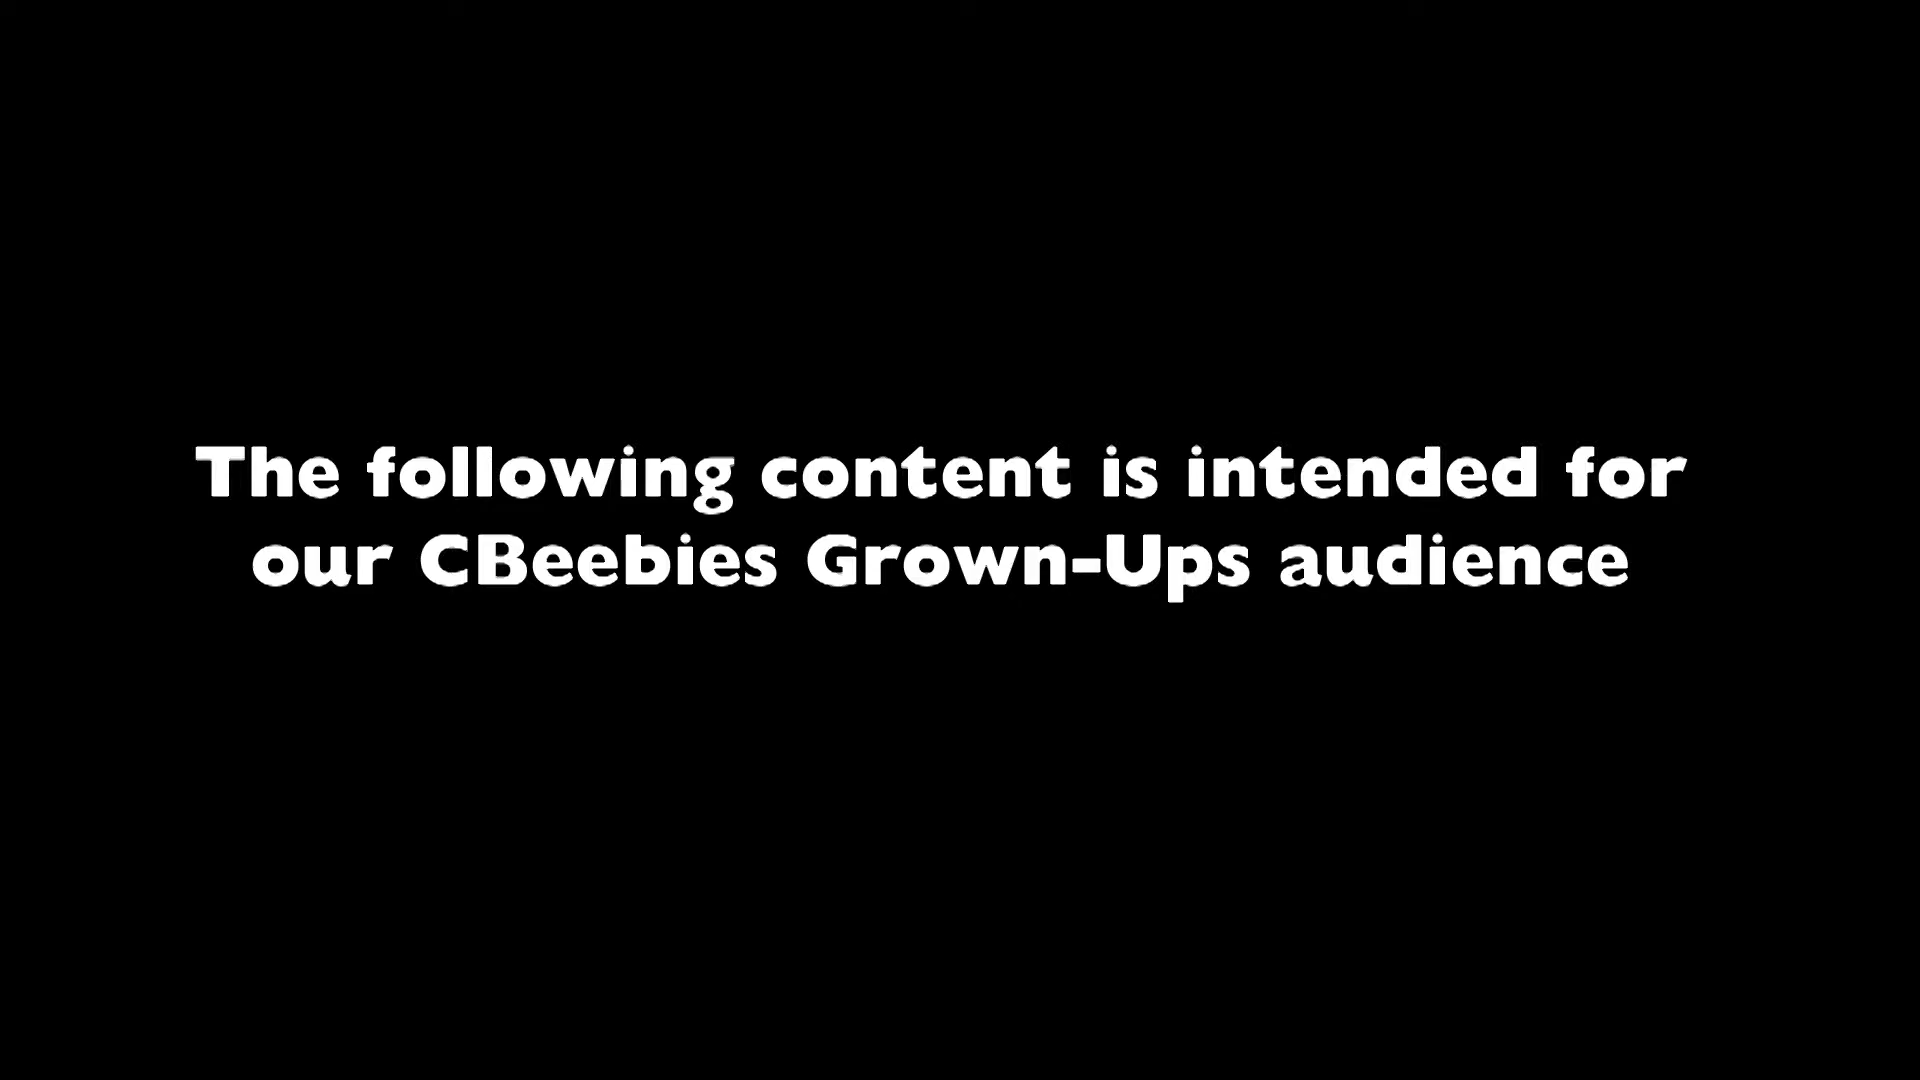 The following content is intended for
our CBeebies Grown-Ups audience